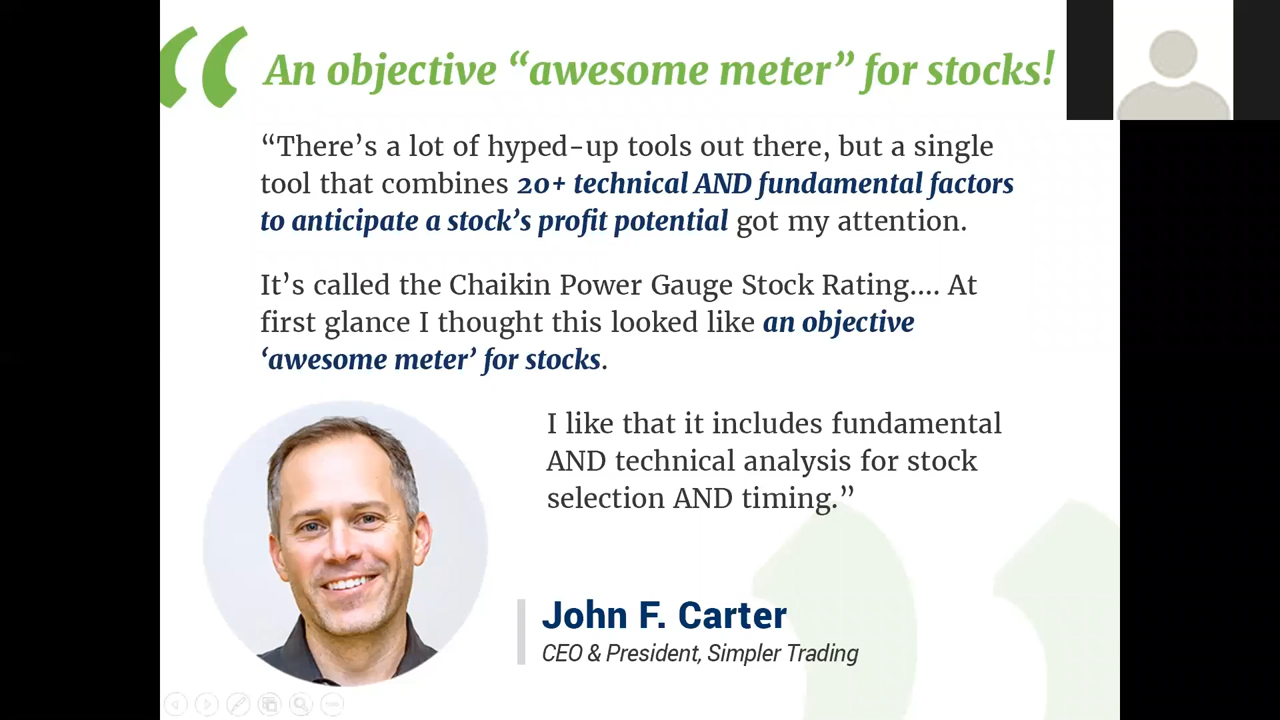 An objective “awesome meter” for stocks!
“There’s a lot of hyped-up tools out there, but a single
tool that combines 20+ technical AND fundamental factors
to anticipate a stock’s profit potential got my attention.
It’s called the Chaikin Power Gauge Stock Rating.... At
first glance I thought this looked like an objective
‘awesome meter’ for stocks.
I like that it includes fundamental
AND technical analysis for stock
selection AND timing.”
John F. Carter
CEO & President, Simpler Trading